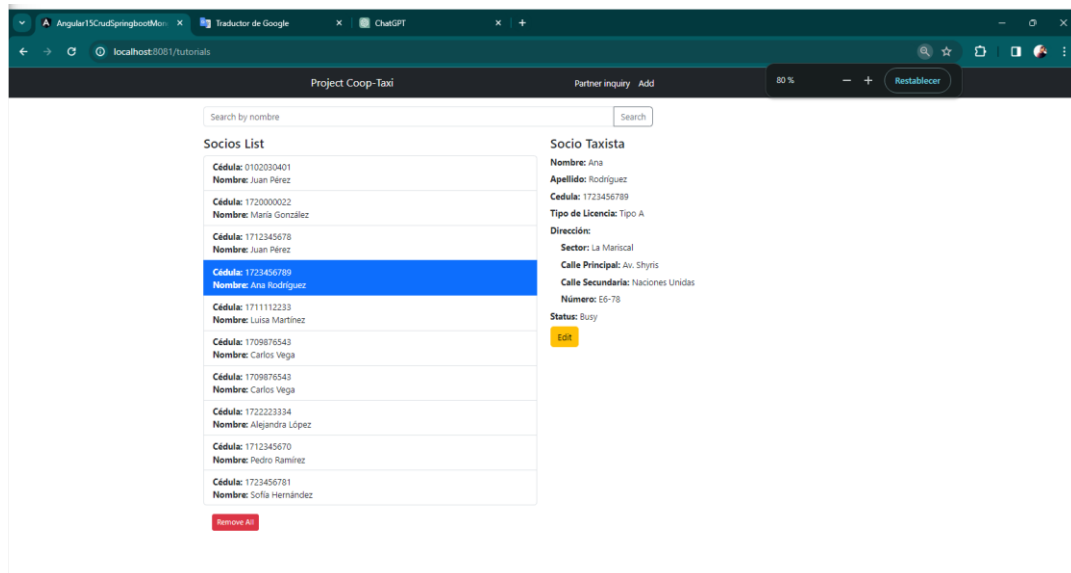 Angular15CrudSpringbootMon
Traductor de Google
ChatGPT
localhost:8081/tutorials
Project Coop-Taxi
Partner inquiry Add
80 %
Restablecer
Search by nombre
Search
Socios List
Cédula: 0102030401
Nombre: Juan Pérez
Cédula: 1720000022
Nombre: María González
Cédula: 1712345678
Nombre: Juan Pérez
Cédula: 1723456789
Nombre: Ana Rodríguez
Cédula: 1711112233
Nombre: Luisa Martínez
Cédula: 1709876543
Nombre: Carlos Vega
Cédula: 1709876543
Nombre: Carlos Vega
Cédula: 1722223334
Nombre: Alejandra López
Cédula: 1712345670
Nombre: Pedro Ramírez
Cédula: 1723456781
Nombre: Sofía Hernández
Remove All
Socio Taxista
Nombre: Ana
Apellido: Rodríguez
Cedula: 1723456789
Tipo de Licencia: Tipo A
Dirección:
Sector: La Mariscal
Calle Principal: Av. Shyris
Calle Secundaria: Naciones Unidas
Número: E6-78
Status: Busy
Edit